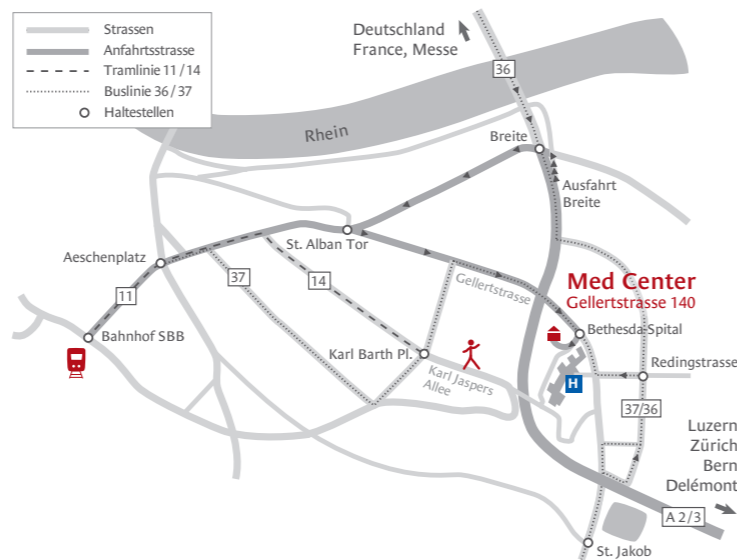 Strassen
Anfahrtsstrasse
Tramlinie 11 / 14
Buslinie 36 / 37
Haltestellen
Deutschland
France, Messe
36
Rhein
Breite
Ausfahrt
Breite
St. Alban Tor
Aeschenplatz
14
37
Gellertstrasse
Med Center
Gellertstrasse 140
11
Bethesda-Spital
Bahnhof SBB
Karl Barth Pl.
Karl Jaspers
Allee
Redingstrasse
H
37/36
Luzern
Zürich
Bern
Delémont
A 2/3
St. Jakob